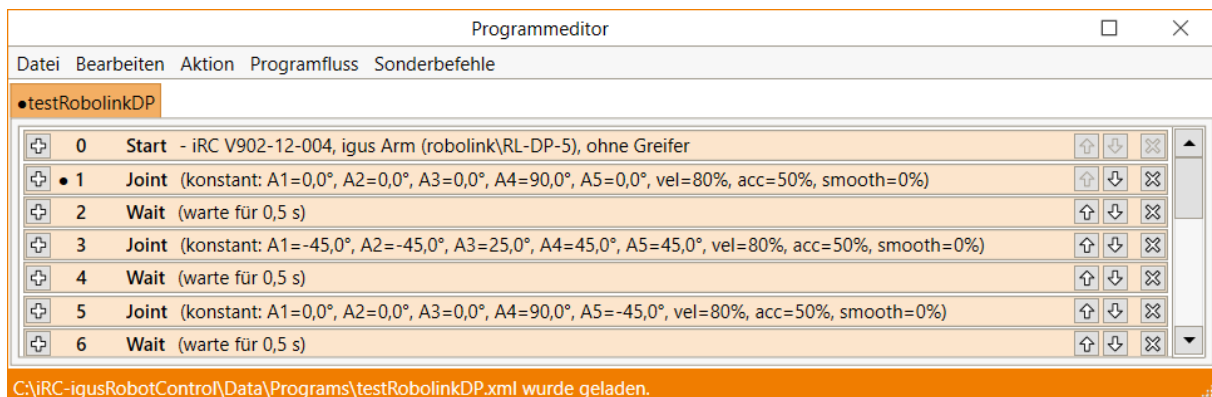 Programmeditor
Datei Bearbeiten Aktion Programfluss Sonderbefehle
•testRobolinkDP
0 Start - iRC V902-12-004, igus Arm (robolink\RL-DP-5), ohne Greifer
• 1 Joint (konstant: A1=0,0°, A2=0,0°, A3=0,0°, A4=90,0°, A5=0,0°, vel=80%, acc=50%, smooth=0%)
2 Wait (warte für 0,5 s)
3 Joint (konstant: A1=-45,0°, A2=-45,0°, A3=25,0°, A4=45,0°, A5=45,0°, vel=80%, acc=50%, smooth=0%)
4 Wait (warte für 0,5 s)
5 Joint (konstant: A1=0,0°, A2=0,0°, A3=0,0°, A4=90,0°, A5=-45,0°, vel=80%, acc=50%, smooth=0%)
6 Wait (warte für 0,5 s)
C:\iRC-igusRobotControl\Data\Programs\testRobolinkDP.xml wurde geladen.